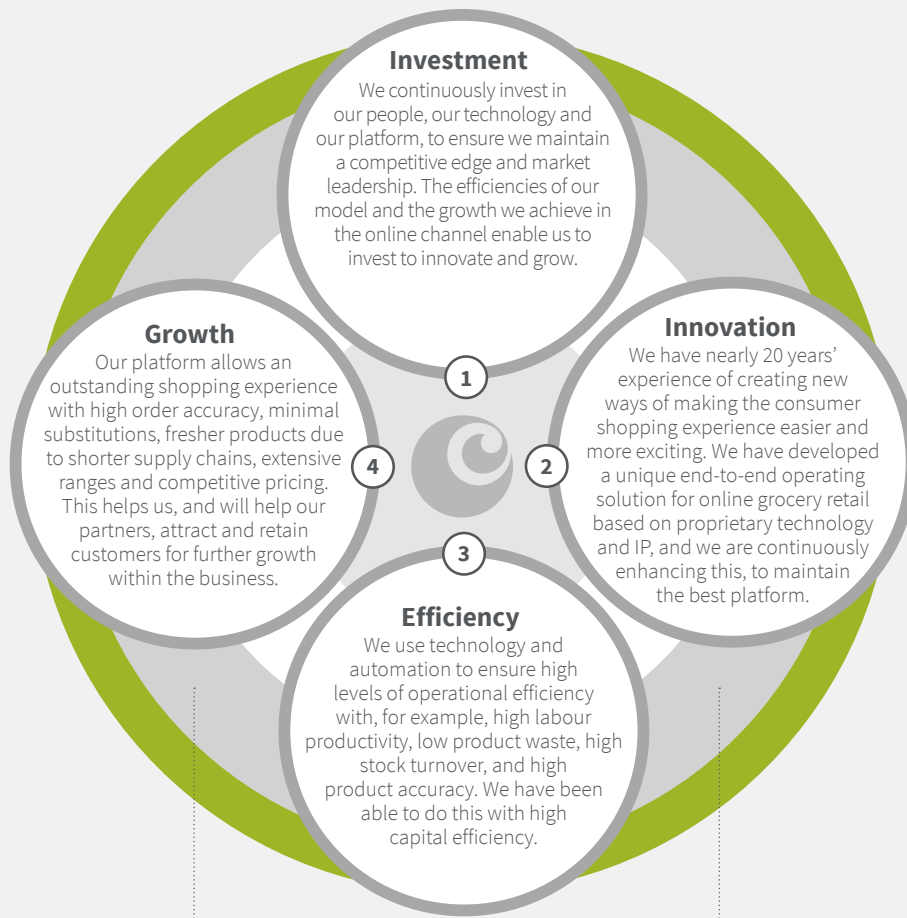 Investment
We continuously invest in
our people, our technology and
our platform, to ensure we maintain
a competitive edge and market
leadership. The efficiencies of our
model and the growth we achieve in
the online channel enable us to
invest to innovate and grow.
1
Innovation
We have nearly 20 years’
experience of creating new
ways of making the consumer
shopping experience easier and
more exciting. We have developed
a unique end-to-end operating
solution for online grocery retail
based on proprietary technology
and IP, and we are continuously
enhancing this, to maintain
the best platform.
2
3
Efficiency
We use technology and
automation to ensure high
levels of operational efficiency
with, for example, high labour
productivity, low product waste, high
stock turnover, and high
product accuracy. We have been
able to do this with high
capital efficiency.
Growth
Our platform allows an
outstanding shopping experience
with high order accuracy, minimal
substitutions, fresher products due
to shorter supply chains, extensive
ranges and competitive pricing.
This helps us, and will help our
partners, attract and retain
customers for further growth
within the business.
4